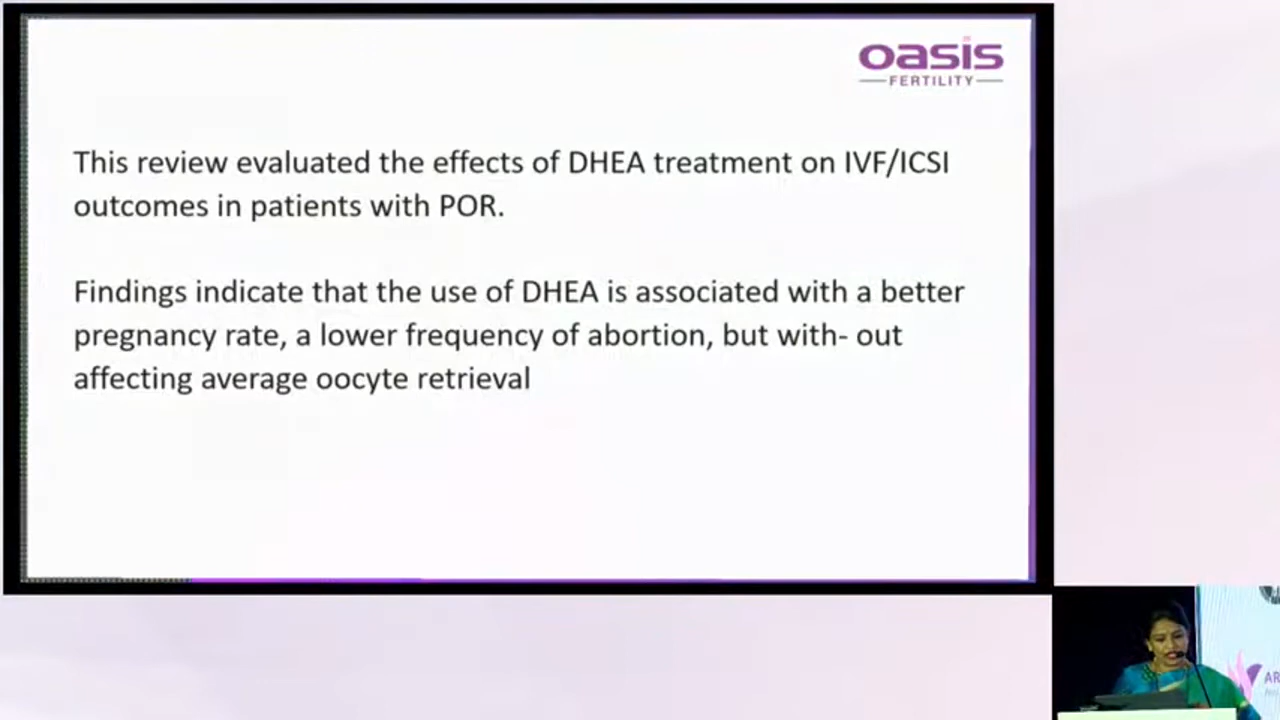 oasis
FERTILITY
This review evaluated the effects of DHEA treatment on IVF/ICSI
outcomes in patients with POR.
Findings indicate that the use of DHEA is associated with a better
pregnancy rate, a lower frequency of abortion, but with- out
affecting average oocyte retrieval
AR